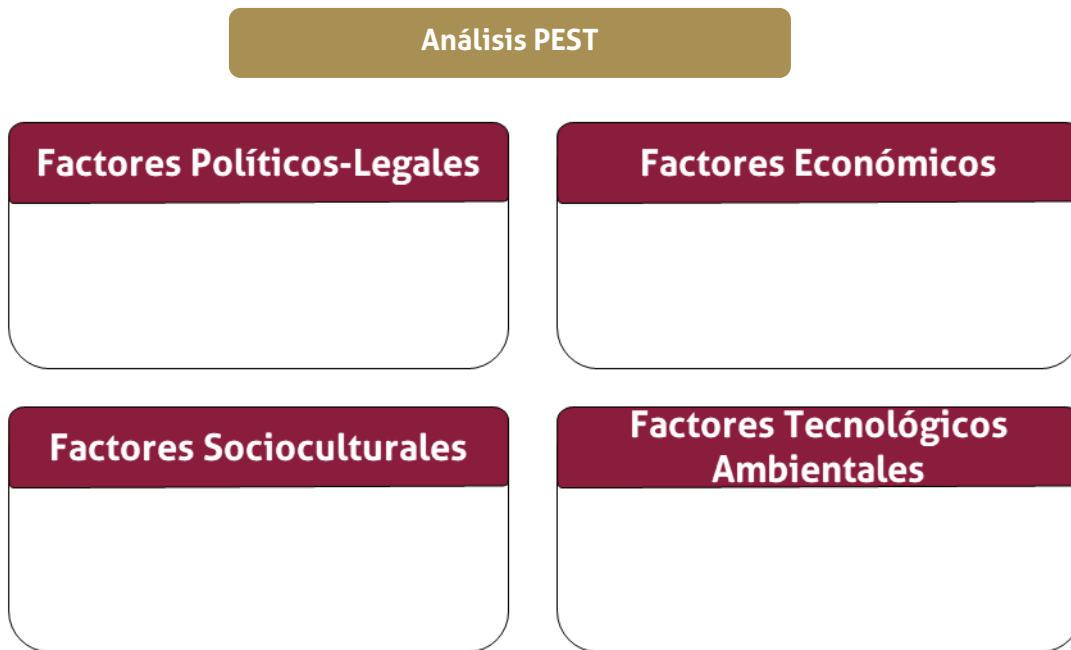 Análisis PEST
Factores Políticos-Legales
Factores Económicos
Factores Socioculturales
Factores Tecnológicos
Ambientales